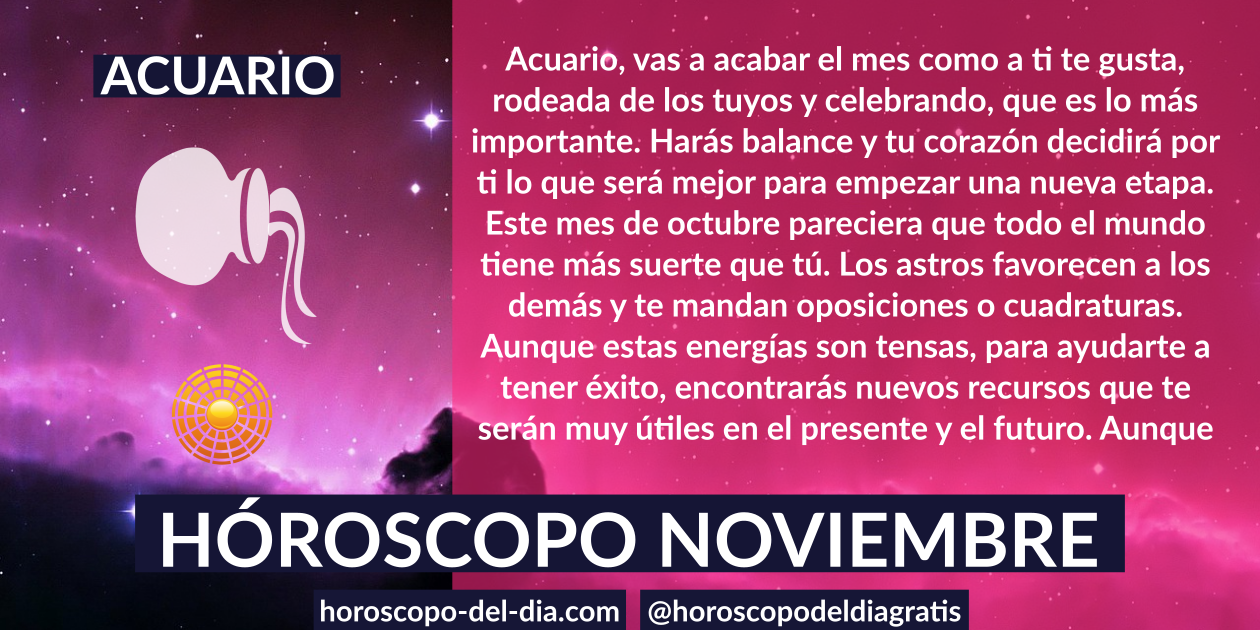 ACUARIO
Acuario, vas a acabar el mes como a ti te gusta,
rodeada de los tuyos y celebrando, que es lo más
importante. Harás balance y tu corazón decidirá por
ti lo que será mejor para empezar una nueva etapa.
Este mes de octubre pareciera que todo el mundo
tiene más suerte que tú. Los astros favorecen a los
demás y te mandan oposiciones o cuadraturas.
Aunque estas energías son tensas, para ayudarte a
tener éxito, encontrarás nuevos recursos que te
serán muy útiles en el presente y el futuro. Aunque
HÓROSCOPO NOVIEMBRE
horoscopo-del-dia.com
@horoscopodeldiagratis